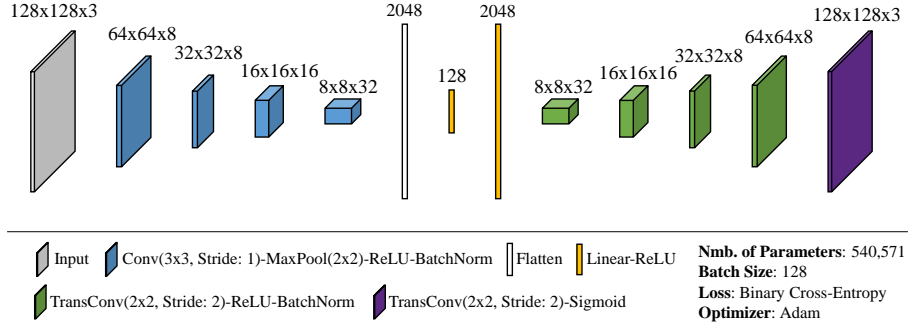 128x128x3
64x64x8
32x32x8
16x16x16
8x8x32
2048
128
2048
8x8x32
16x16x16
32x32x8
64x64x8
128x128x3
Input
Conv(3x3, Stride: 1)-MaxPool(2x2)-ReLU-BatchNorm
Flatten
Linear-ReLU
TransConv(2x2, Stride: 2)-ReLU-BatchNorm
TransConv(2x2, Stride: 2)-Sigmoid
Nmb. of Parameters: 540,571
Batch Size: 128
Loss: Binary Cross-Entropy
Optimizer: Adam